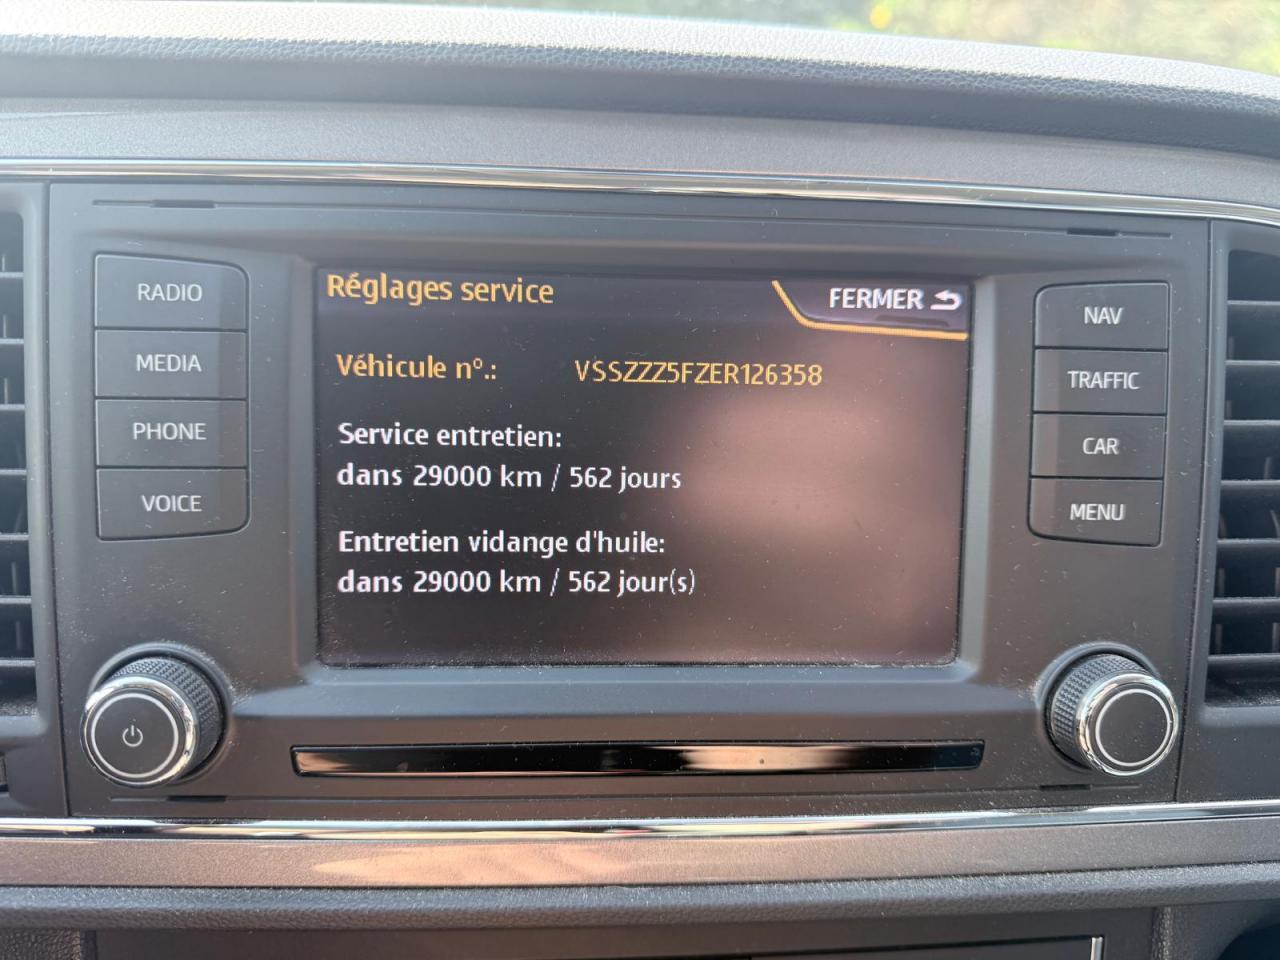 Réglages service
FERMER
Véhicule nº.: VSSZZZ5FZER126358
Service entretien:
dans 29000 km / 562 jours
Entretien vidange d'huile:
dans 29000 km / 562 jour(s)
RADIO
MEDIA
PHONE
VOICE
NAV
TRAFFIC
CAR
MENU